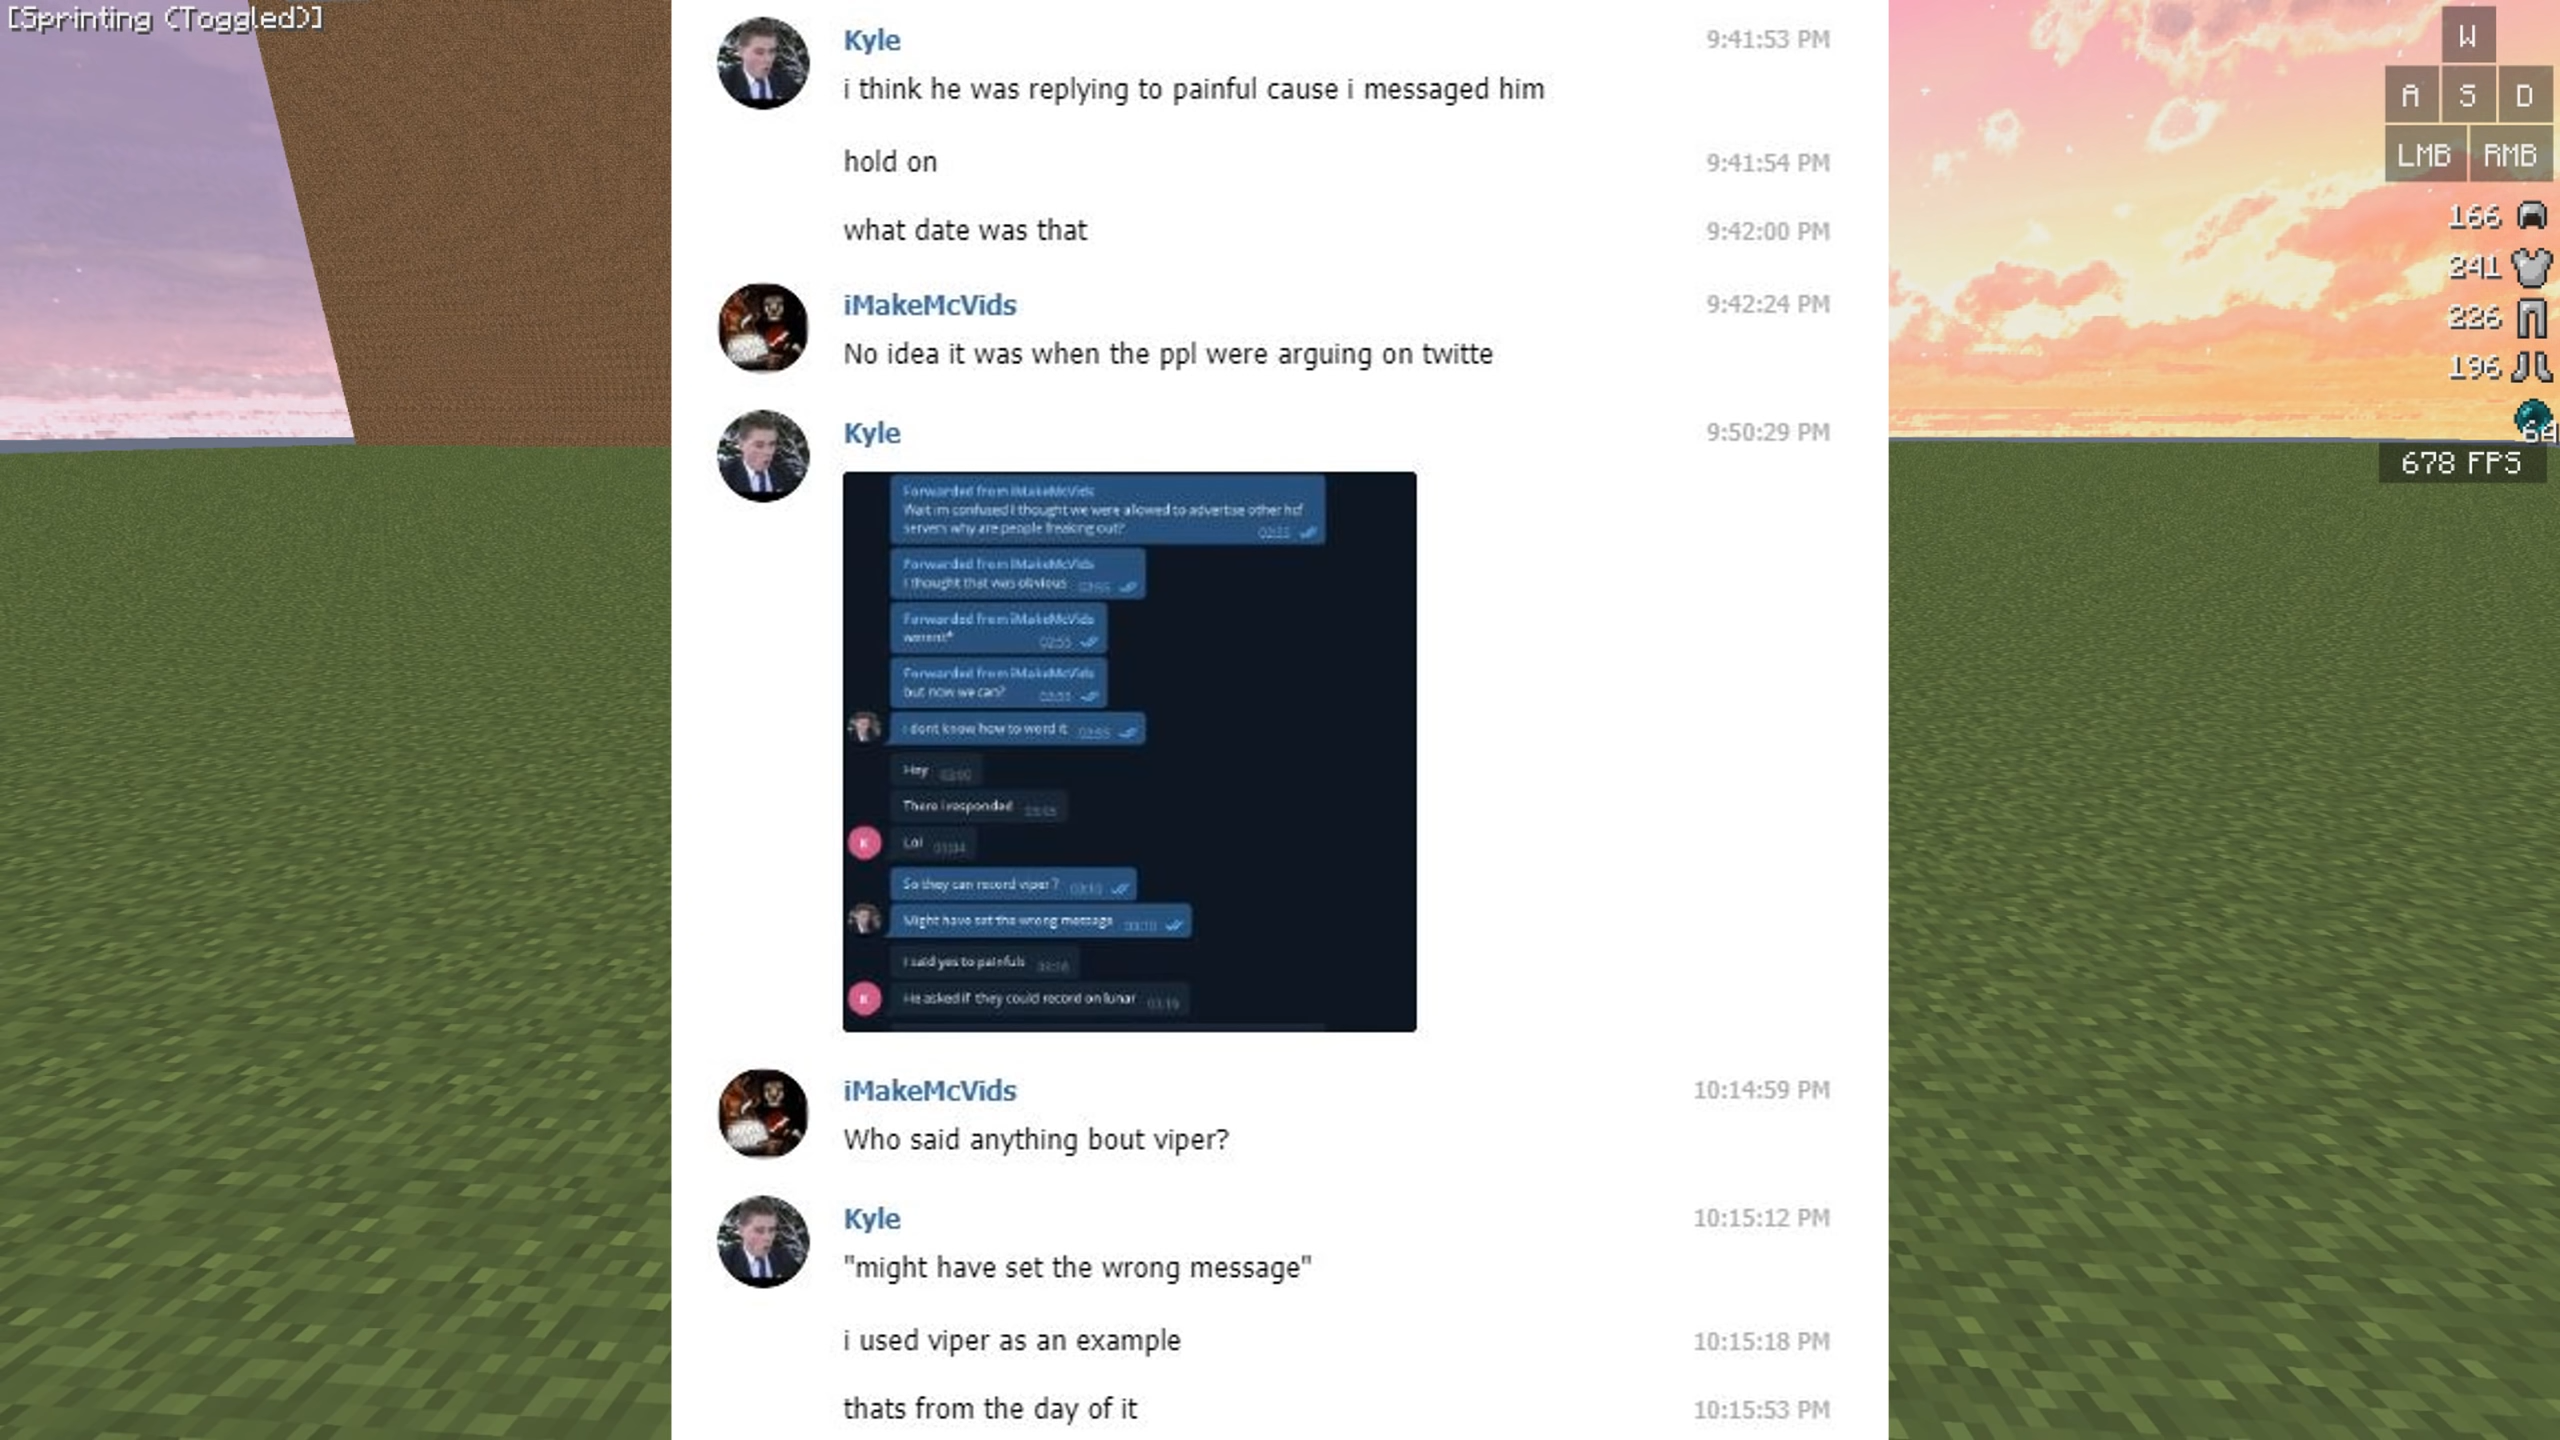 [Sprinting (Toggled)]
Kyle 9:41:53 PM
i think he was replying to painful cause i messaged him
hold on 9:41:54 PM
what date was that 9:42:00 PM
iMakeMcVids 9:42:24 PM
No idea it was when the ppl were arguing on twitte
Kyle 9:50:29 PM
Forwarded from iMakeMcVids
Wait im confused I thought we were allowed to advertise other hcf
servers why are people freaking out?
Forwarded from iMakeMcVids
I thought that was obvious
Forwarded from iMakeMcVids
werent*
Forwarded from iMakeMcVids
but now we can?
i dont know how to word it
Hey
There i responded
K
Lol
So they can record viper?
Might have set the wrong message
I said yes to painfuls
K
He asked if they could record on lunar
iMakeMcVids 10:14:59 PM
Who said anything bout viper?
Kyle 10:15:12 PM
"might have set the wrong message"
i used viper as an example 10:15:18 PM
thats from the day of it 10:15:53 PM
W
A S D
LMB RMB
166
241
226
196
64
678 FPS